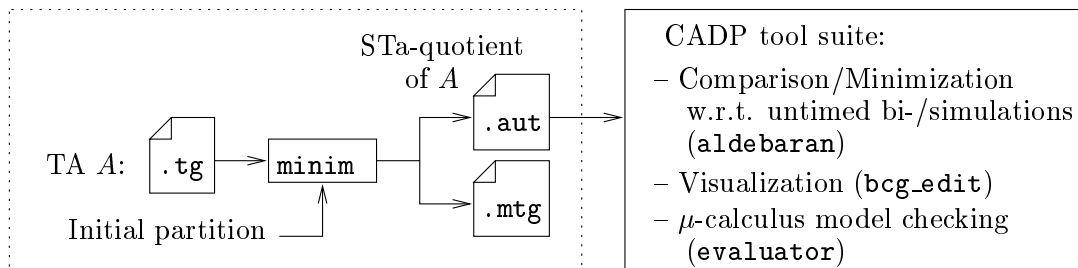 STa-quotient
of A
.aut
TA A:
.tg
minim
.mtg
Initial partition
CADP tool suite:
– Comparison/Minimization
w.r.t. untimed bi-/simulations
(aldebaran)
– Visualization (bcg_edit)
– μ-calculus model checking
(evaluator)